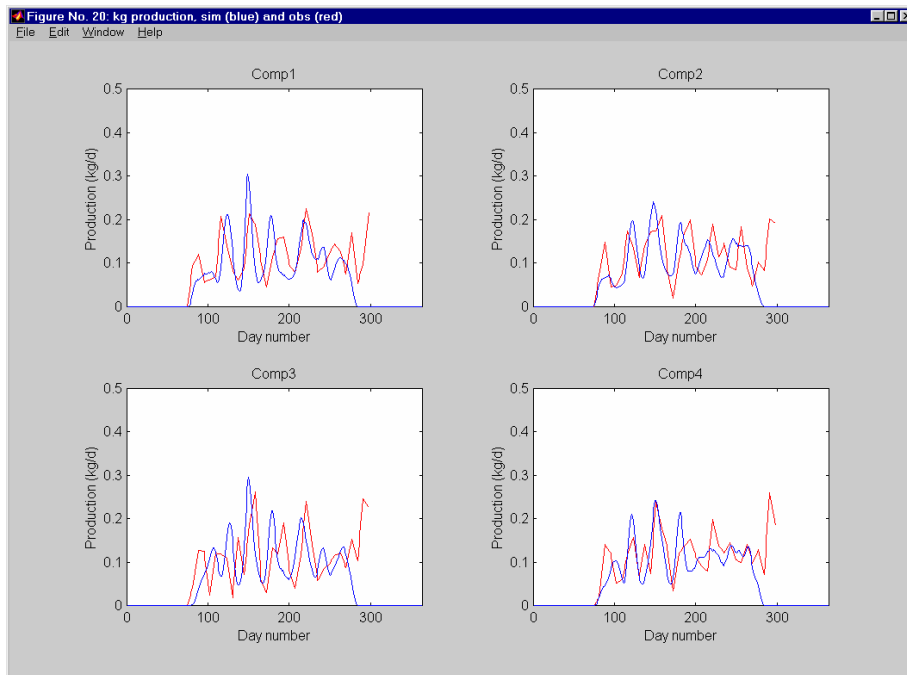 Figure No. 20: kg production, sim (blue) and obs (red)
File Edit Window Help
Comp1
0.5
0.4
0.3
0.2
0.1
0
Production (kg/d)
0 100 200 300
Day number
Comp2
0.5
0.4
0.3
0.2
0.1
0
Production (kg/d)
0 100 200 300
Day number
Comp3
0.5
0.4
0.3
0.2
0.1
0
Production (kg/d)
0 100 200 300
Day number
Comp4
0.5
0.4
0.3
0.2
0.1
0
Production (kg/d)
0 100 200 300
Day number